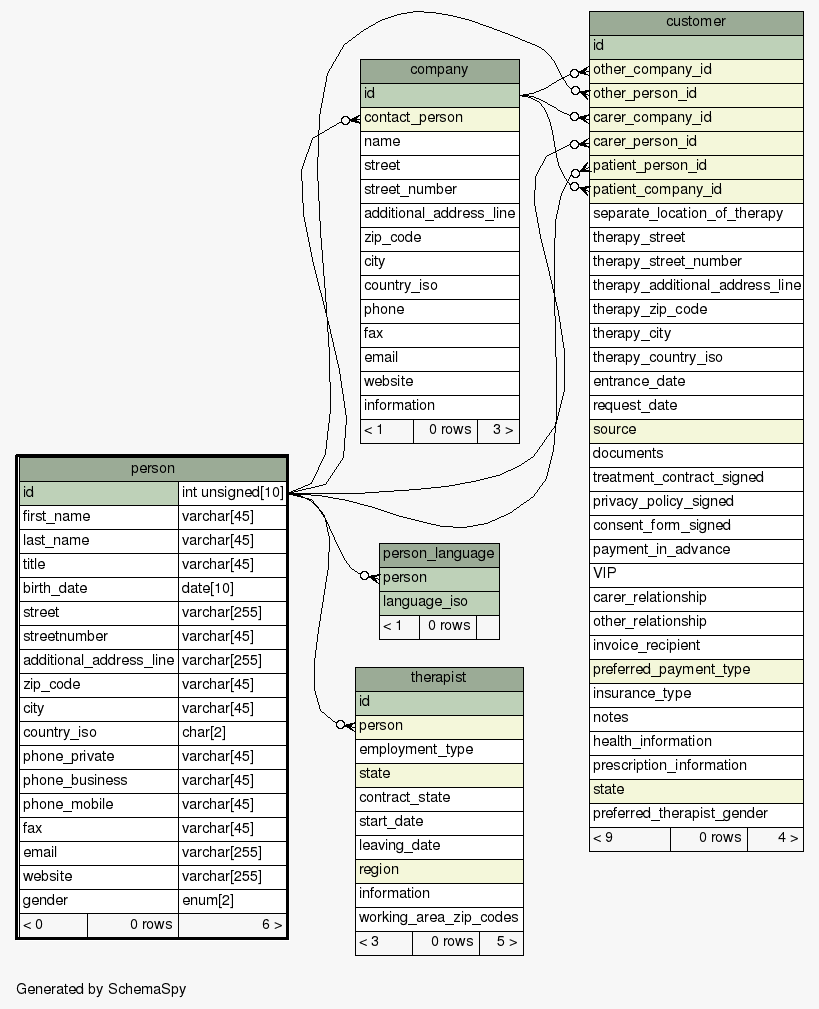 customer
id
other_company_id
other_person_id
carer_company_id
carer_person_id
patient_person_id
patient_company_id
separate_location_of_therapy
therapy_street
therapy_street_number
therapy_additional_address_line
therapy_zip_code
therapy_city
therapy_country_iso
entrance_date
request_date
source
documents
treatment_contract_signed
privacy_policy_signed
consent_form_signed
payment_in_advance
VIP
carer_relationship
other_relationship
invoice_recipient
preferred_payment_type
insurance_type
notes
health_information
prescription_information
state
preferred_therapist_gender
< 9 0 rows 4 >
company
id
contact_person
name
street
street_number
additional_address_line
zip_code
city
country_iso
phone
fax
email
website
information
< 1 0 rows 3 >
person
id int unsigned[10]
first_name varchar[45]
last_name varchar[45]
title varchar[45]
birth_date date[10]
street varchar[255]
streetnumber varchar[45]
additional_address_line varchar[255]
zip_code varchar[45]
city varchar[45]
country_iso char[2]
phone_private varchar[45]
phone_business varchar[45]
phone_mobile varchar[45]
fax varchar[45]
email varchar[255]
website varchar[255]
gender enum[2]
< 0 0 rows 6 >
person_language
person
language_iso
< 1 0 rows
therapist
id
person
employment_type
state
contract_state
start_date
leaving_date
region
information
working_area_zip_codes
< 3 0 rows 5 >
Generated by SchemaSpy